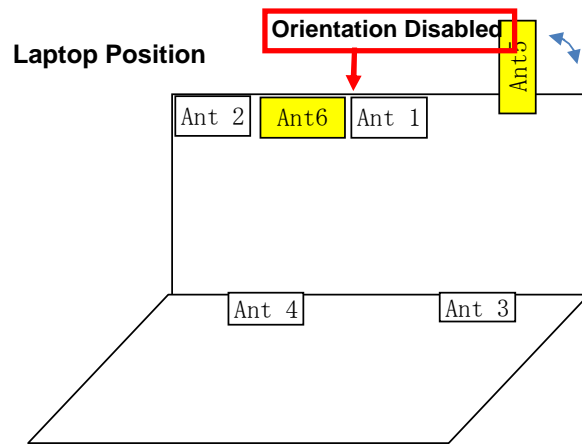 Orientation Disabled
Laptop Position
Ant5
Ant 2
Ant6
Ant 1
Ant 4
Ant 3